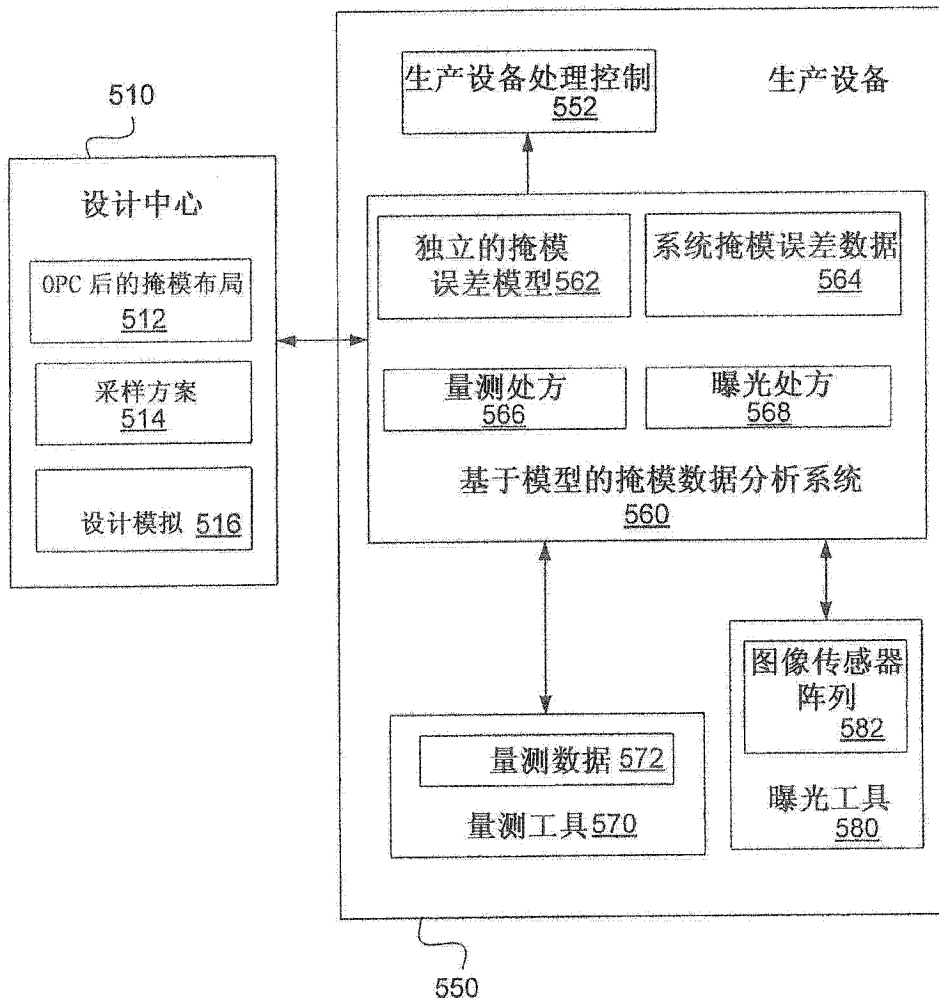 510
设计中心
OPC 后的掩模布局
512
采样方案
514
设计模拟 516
生产设备
生产设备处理控制
552
独立的掩模
误差模型562
系统掩模误差数据
564
量测处方
566
曝光处方
568
基于模型的掩模数据分析系统
560
量测数据 572
量测工具 570
图像传感器
阵列
582
曝光工具
580
550